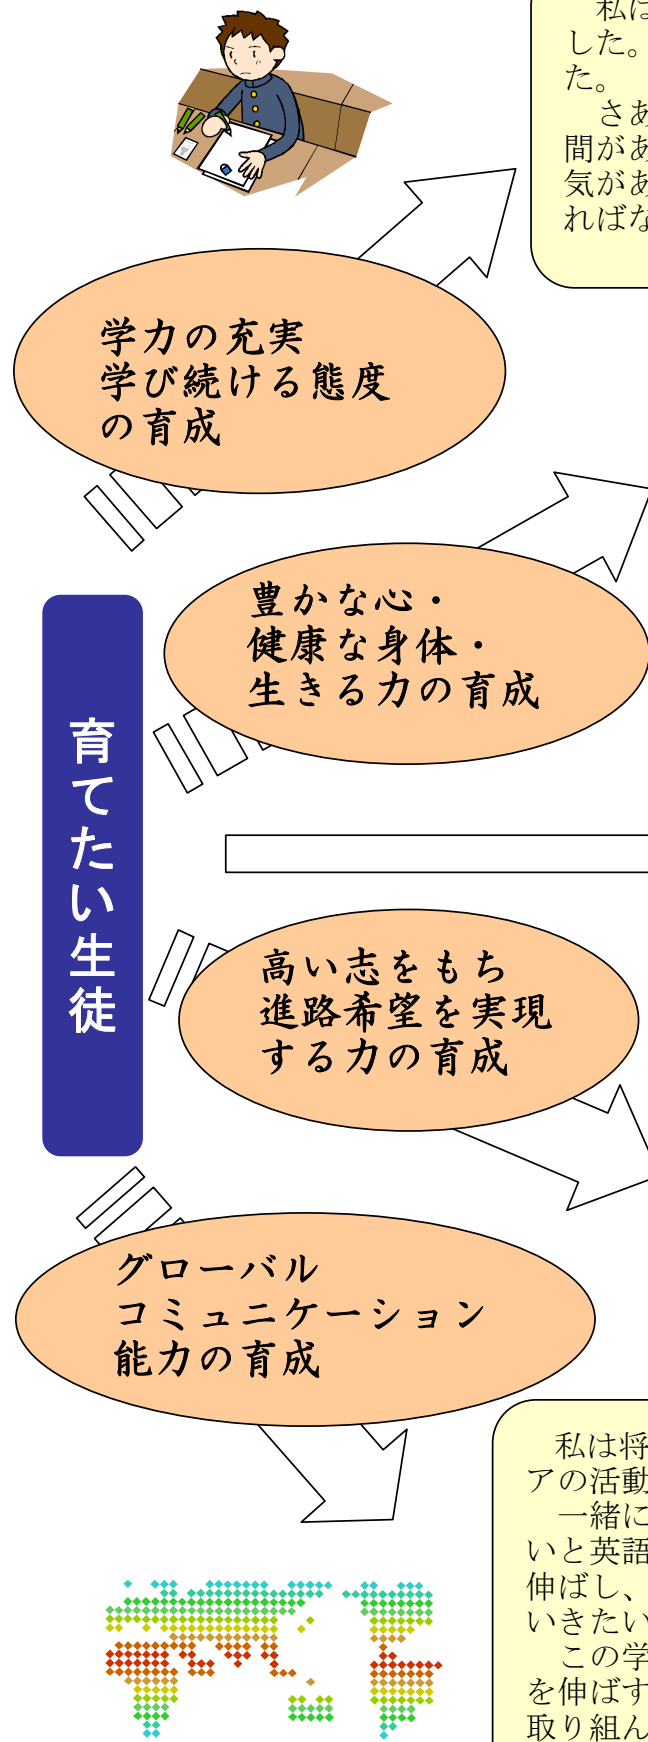 私は
した。
た。
さあ
間があ
気があ
ればな
学力の充実
学び続ける態度
の育成
豊かな心・
健康な身体・
生きる力の育成
育てたい生徒
高い志をもち
進路希望を実現
する力の育成
グローバル
コミュニケーション
能力の育成
私は将
アの活動
一緒に
いと英語
伸ばし、
いきたい
この学
を伸ばす
取り組ん